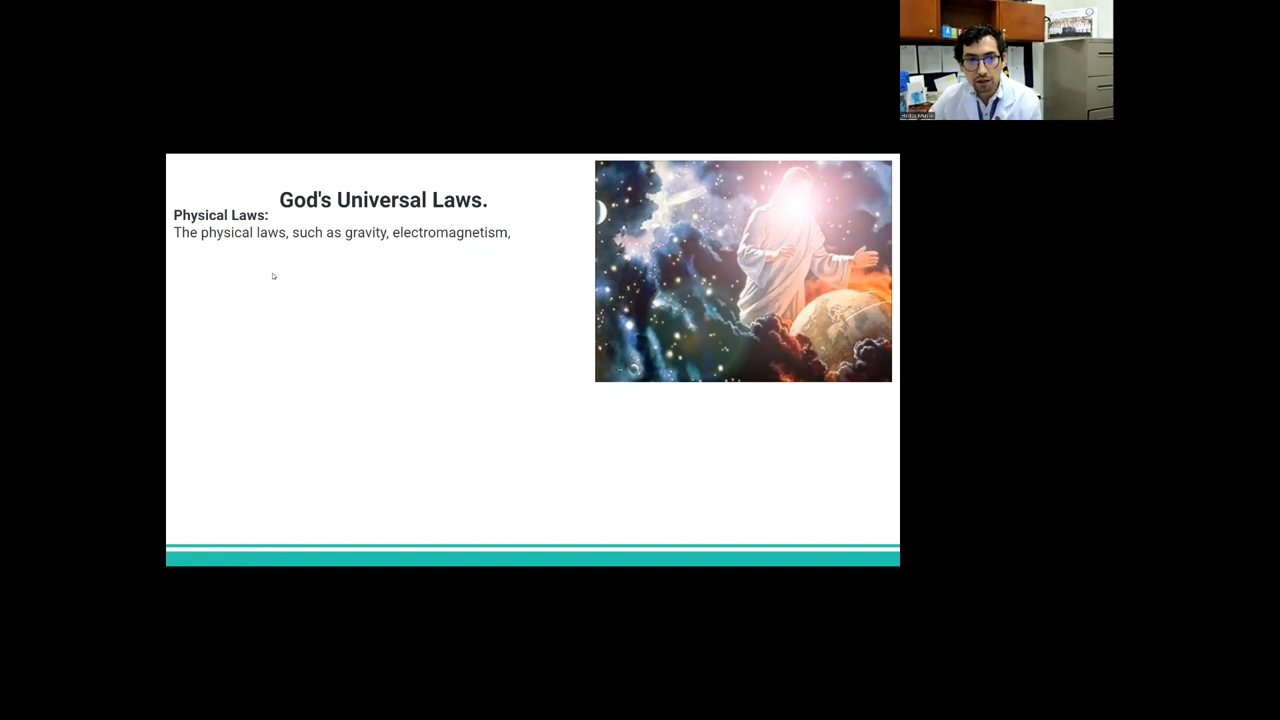 God's Universal Laws.
Physical Laws:
The physical laws, such as gravity, electromagnetism,